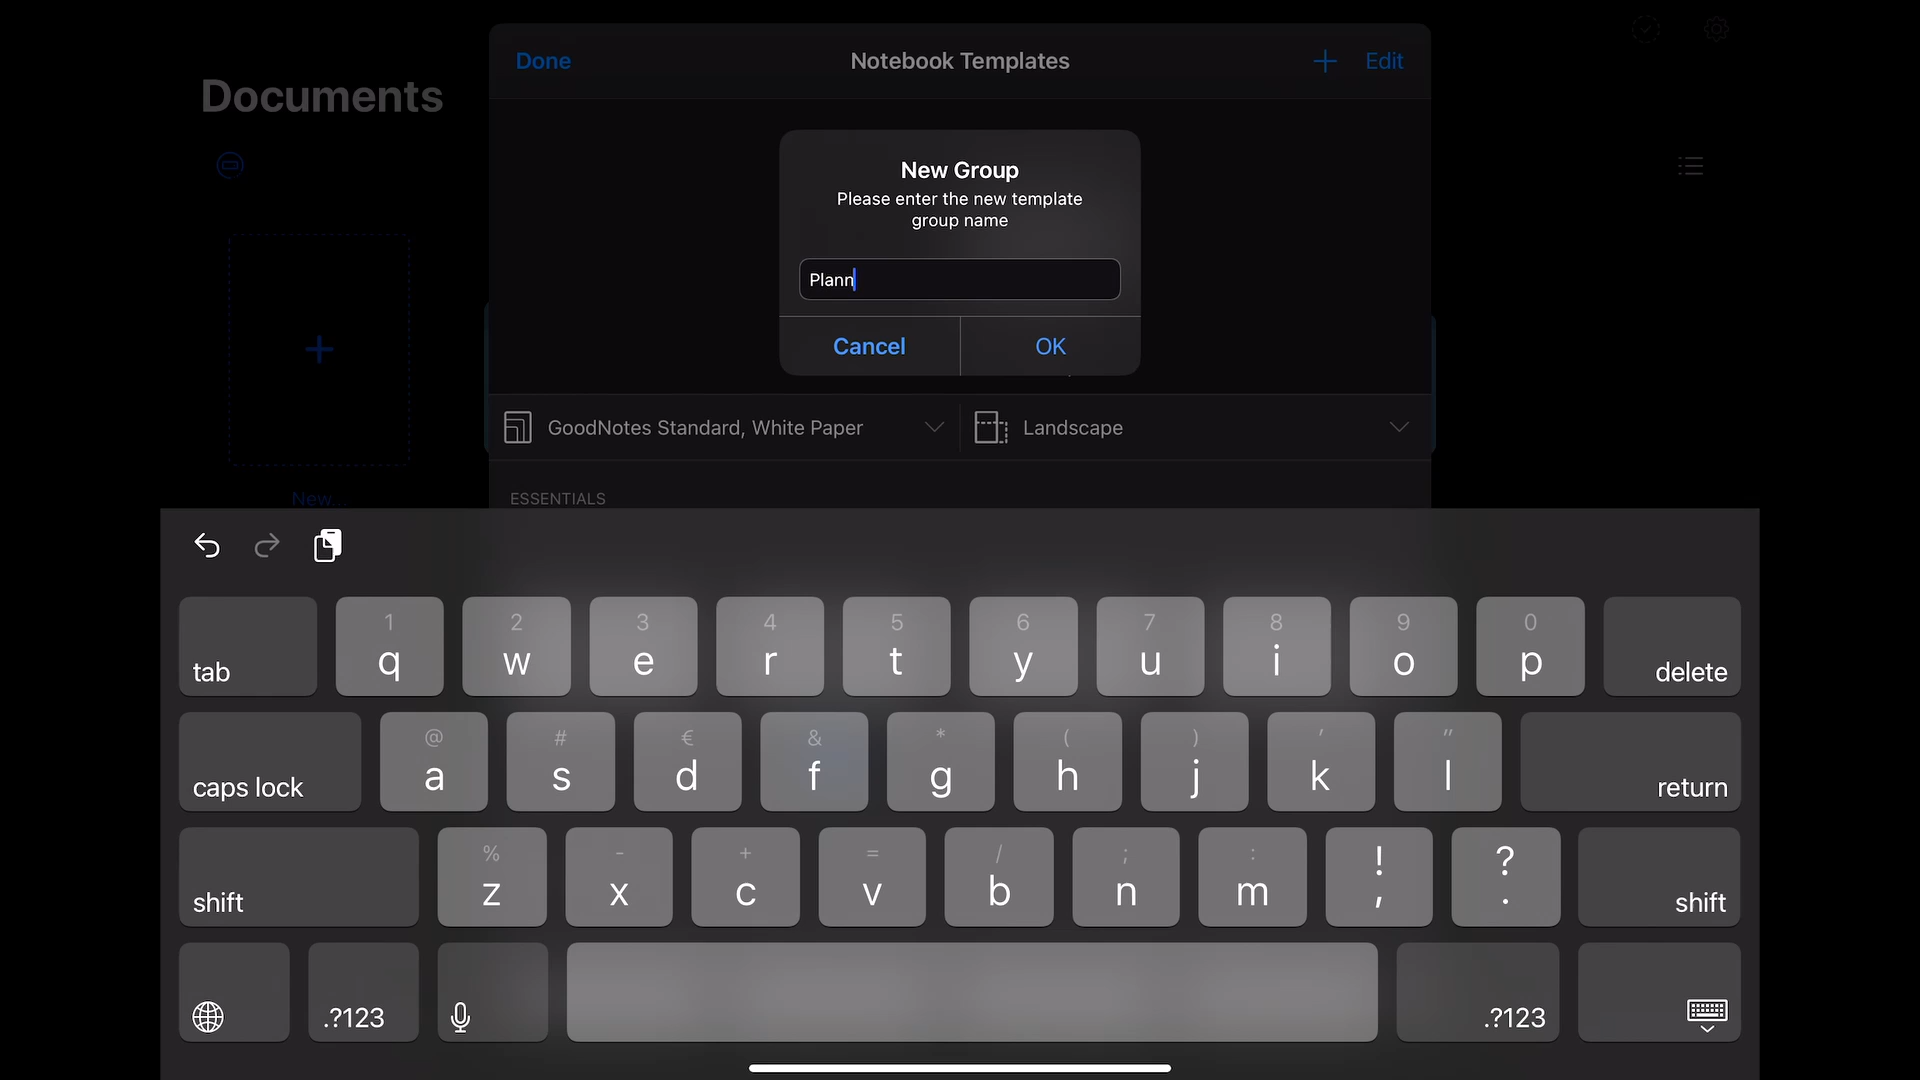 Done
Notebook Templates
Edit
Documents
New Group
Please enter the new template
group name
Plann
Cancel
OK
GoodNotes Standard, White Paper
Landscape
ESSENTIALS
New...
1 2 3 4 5 6 7 8 9 0
tab q w e r t y u i o p delete
@ # € & * ( ) ' "
caps lock a s d f g h j k l return
% - + = / ; : ! ?
shift z x c v b n m , . shift
.?123 .?123